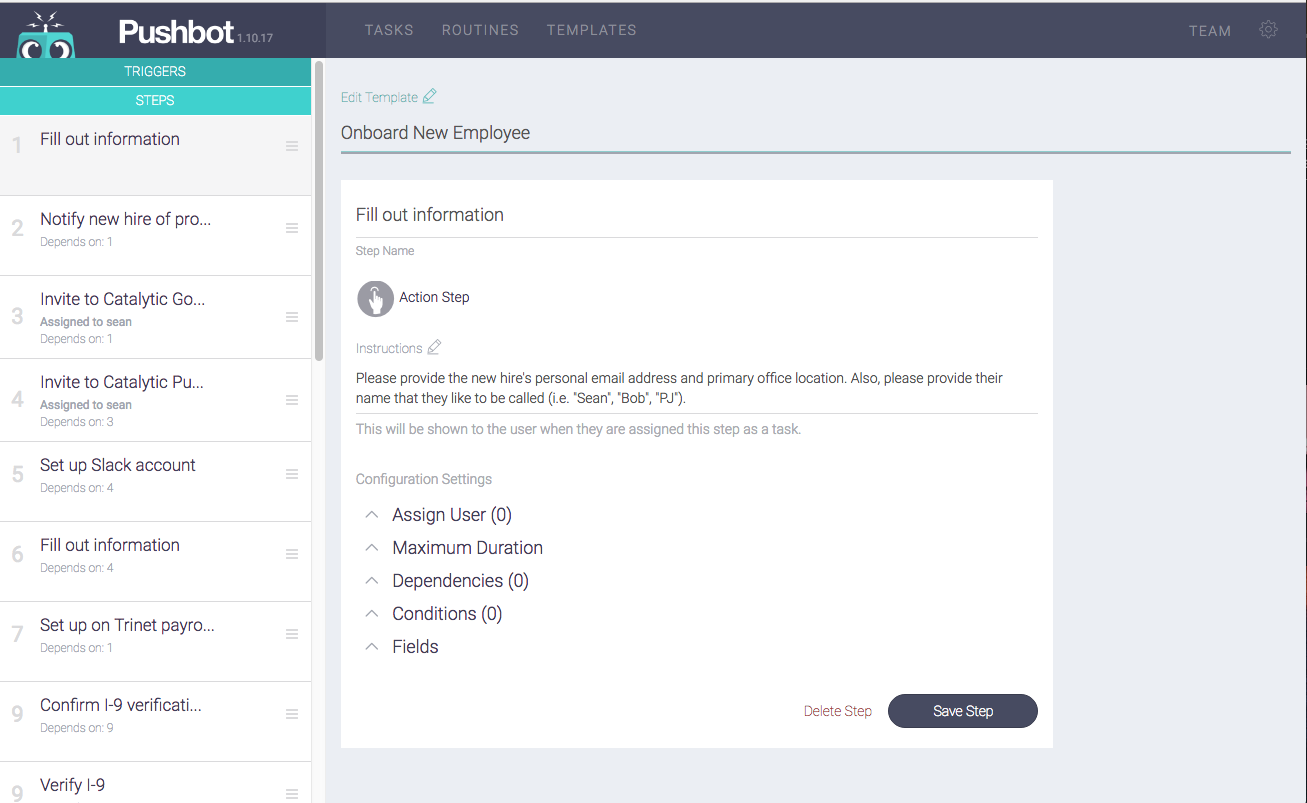 Pushbot 1.10.17
TASKS ROUTINES TEMPLATES TEAM
TRIGGERS
STEPS
1 Fill out information
2 Notify new hire of pro...
Depends on: 1
3 Invite to Catalytic Go...
Assigned to sean
Depends on: 1
4 Invite to Catalytic Pu...
Assigned to sean
Depends on: 3
5 Set up Slack account
Depends on: 4
6 Fill out information
Depends on: 4
7 Set up on Trinet payro...
Depends on: 1
9 Confirm I-9 verificati...
Depends on: 9
9 Verify I-9
Edit Template
Onboard New Employee
Fill out information
Step Name
Action Step
Instructions
Please provide the new hire's personal email address and primary office location. Also, please provide their
name that they like to be called (i.e. "Sean", "Bob", "PJ").
This will be shown to the user when they are assigned this step as a task.
Configuration Settings
Assign User (0)
Maximum Duration
Dependencies (0)
Conditions (0)
Fields
Delete Step Save Step